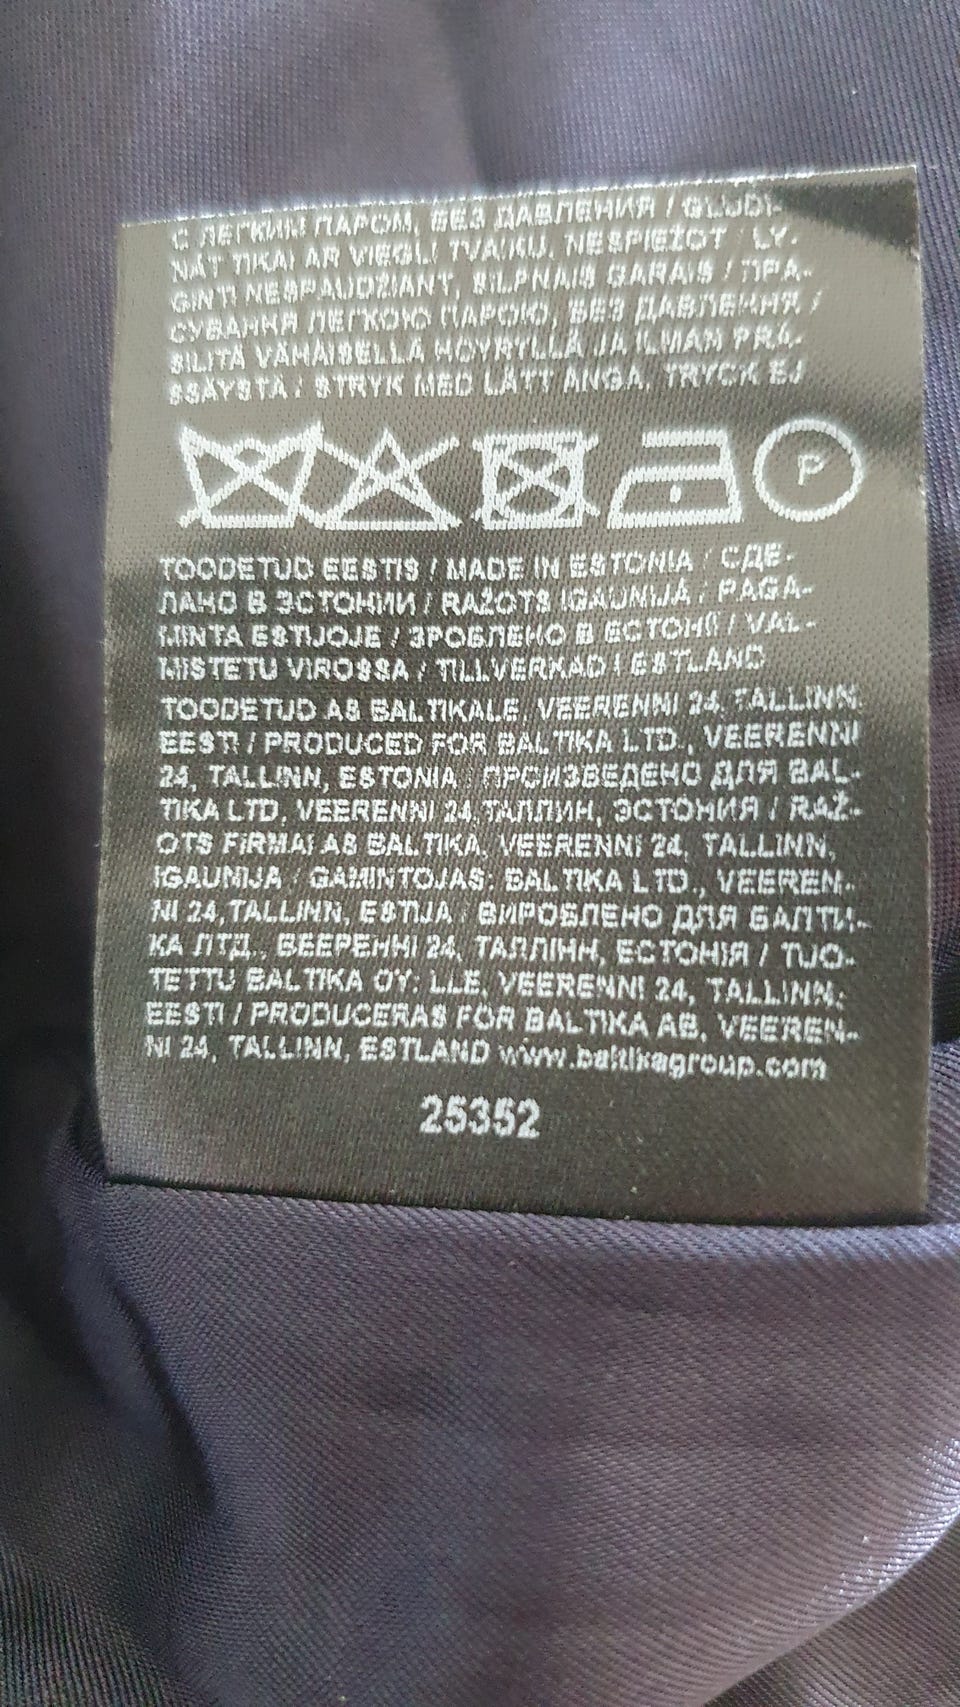 С ЛЕГКИМ ПАРОМ, БЕЗ ДАВЛЕНИЯ / GLUDI-
NĀT TIKAI AR VIEGLU TVAIKU, NESPIEŽOT / LY-
GINTI NESPAUDŽIANT, SILPNAIS GARAIS / ПРА-
СУВАННЯ ЛЕГКОЮ ПАРОЮ, БЕЗ ДАВЛЕННЯ /
SILITÄ VÄHÄISELLÄ HÖYRYLLÄ JA ILMAN PAI-
SSAYSTA / STRYK MED LÄTT ÅNGA, TRYCK EJ
P
TOODETUD EESTIS / MADE IN ESTONIA / СДЕ-
ЛАНО В ЭСТОНИИ / RAŽOTS IGAUNIJĀ / PAGA-
MINTA ESTIJOJE / ЗРОБЛЕНО В ЕСТОНІЇ / VAL-
MISTETU VIROSSA / TILLVERKAD I ESTLAND
TOODETUD AS BALTIKALE, VEERENNI 24, TALLINN,
EESTI / PRODUCED FOR BALTIKA LTD., VEERENNI
24, TALLINN, ESTONIA / ПРОИЗВЕДЕНО ДЛЯ BAL-
TIKA LTD, VEERENNI 24, ТАЛЛИН, ЭСТОНИЯ / RAŽ-
OTS FIRMAI AS BALTIKA, VEERENNI 24, TALLINN,
IGAUNIJA / GAMINTOJAS: BALTIKA LTD., VEEREN-
NI 24,TALLINN, ESTIJA / ВИРОБЛЕНО ДЛЯ БАЛТИ-
КА ЛТД., ВЕЕРЕННІ 24, ТАЛЛІНН, ЕСТОНІЯ / TUO-
TETTU BALTIKA OY: LLE, VEERENNI 24, TALLINN,
EESTI / PRODUCERAS FÖR BALTIKA AB, VEEREN-
NI 24, TALLINN, ESTLAND www.baltikagroup.com
25352